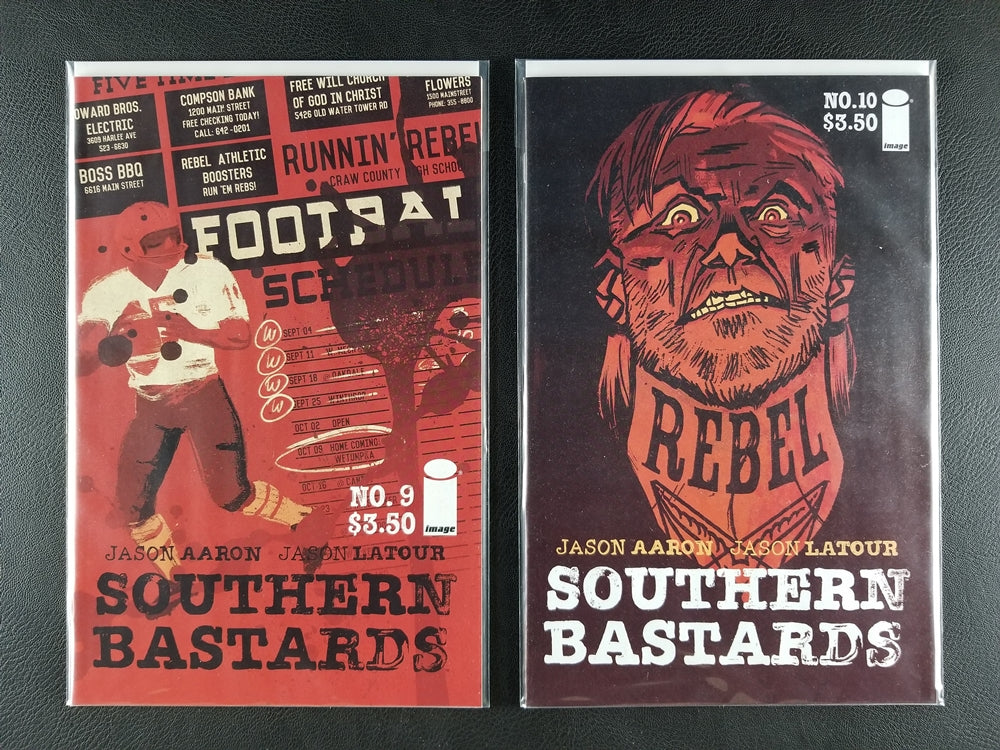 FIVE TIME
OWARD BROS.
ELECTRIC
3609 HARLEE AVE
523 - 6630
COMPSON BANK
1200 MAIN STREET
FREE CHECKING TODAY!
CALL: 642 -0201
FREE WILL CHURCH
OF GOD IN CHRIST
5426 OLD WATER TOWER RD
FLOWERS
1500 MAINSTREET
PHONE: 355 - 8800
BOSS BBQ
6616 MAIN STREET
REBEL ATHLETIC
BOOSTERS
RUN 'EM REBS!
RUNNIN' REBE
CRAW COUNTY HIGH SCHOOL
FOOTBAL
SCHEDULE
W SEPT 04
W SEPT 11
W SEPT 18 @ OAKDALE
W SEPT 25 WINTHROP
OCT 02 OPEN
OCT 09 HOME COMING:
WETUMPKA
OCT 16
NO. 9
$3.50
image
JASON AARON JASON LATOUR
SOUTHERN
BASTARDS
NO.10
$3.50
image
REBEL
JASON AARON JASON LATOUR
SOUTHERN
BASTARDS